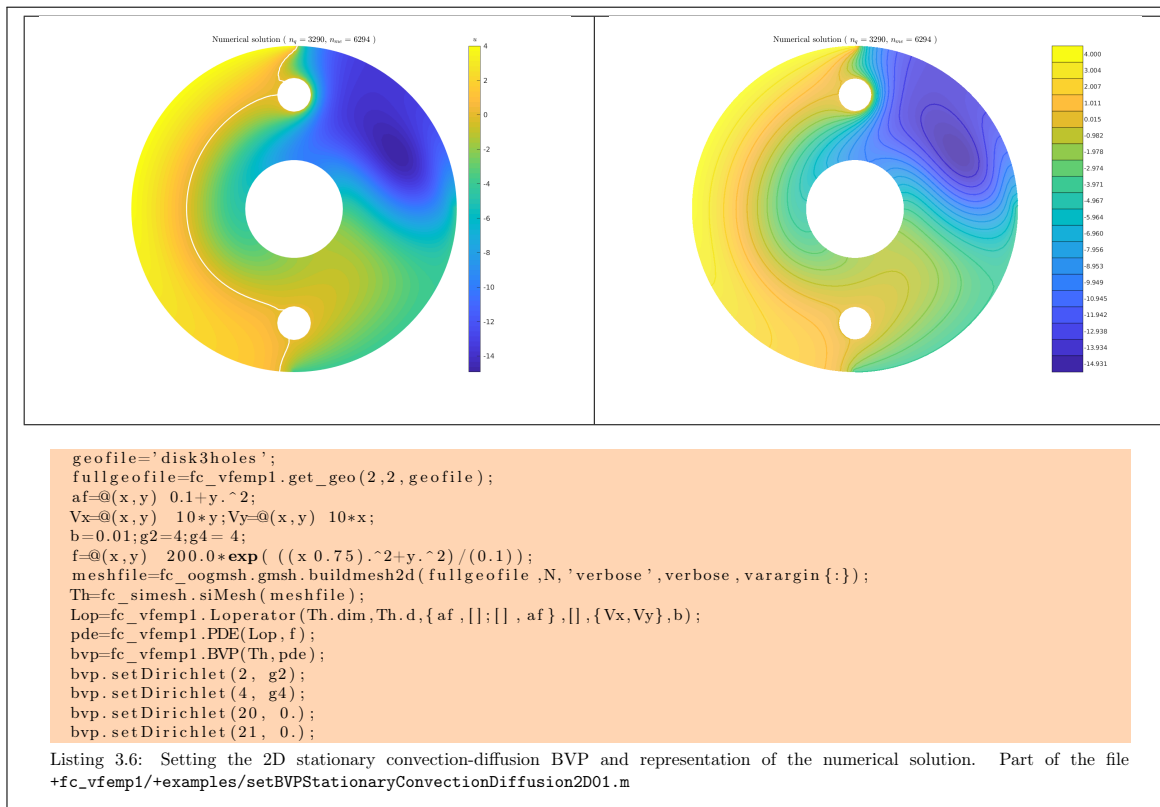 Numerical solution ( n_q = 3290, n_me = 6294 )
u
4
2
0
-2
-4
-6
-8
-10
-12
-14
Numerical solution ( n_q = 3290, n_me = 6294 )
4.000
3.004
2.007
1.011
0.015
-0.982
-1.978
-2.974
-3.971
-4.967
-5.964
-6.960
-7.956
-8.953
-9.949
-10.945
-11.942
-12.938
-13.934
-14.931
geofile='disk3holes';
fullgeofile=fc_vfemp1.get_geo(2,2,geofile);
af=@(x,y) 0.1+y.^2;
Vx=@(x,y) 10*y;Vy=@(x,y) 10*x;
b=0.01;g2=4;g4= 4;
f=@(x,y) 200.0*exp( ((x 0.75).^2+y.^2)/(0.1));
meshfile=fc_oogmsh.gmsh.buildmesh2d(fullgeofile,N,'verbose',verbose,varargin{:});
Th=fc_simesh.siMesh(meshfile);
Lop=fc_vfemp1.Loperator(Th.dim,Th.d,{af,[];[], af},[],{Vx,Vy},b);
pde=fc_vfemp1.PDE(Lop,f);
bvp=fc_vfemp1.BVP(Th,pde);
bvp.setDirichlet(2, g2);
bvp.setDirichlet(4, g4);
bvp.setDirichlet(20, 0.);
bvp.setDirichlet(21, 0.);
Listing 3.6: Setting the 2D stationary convection-diffusion BVP and representation of the numerical solution. Part of the file
+fc_vfemp1/+examples/setBVPStationaryConvectionDiffusion2D01.m